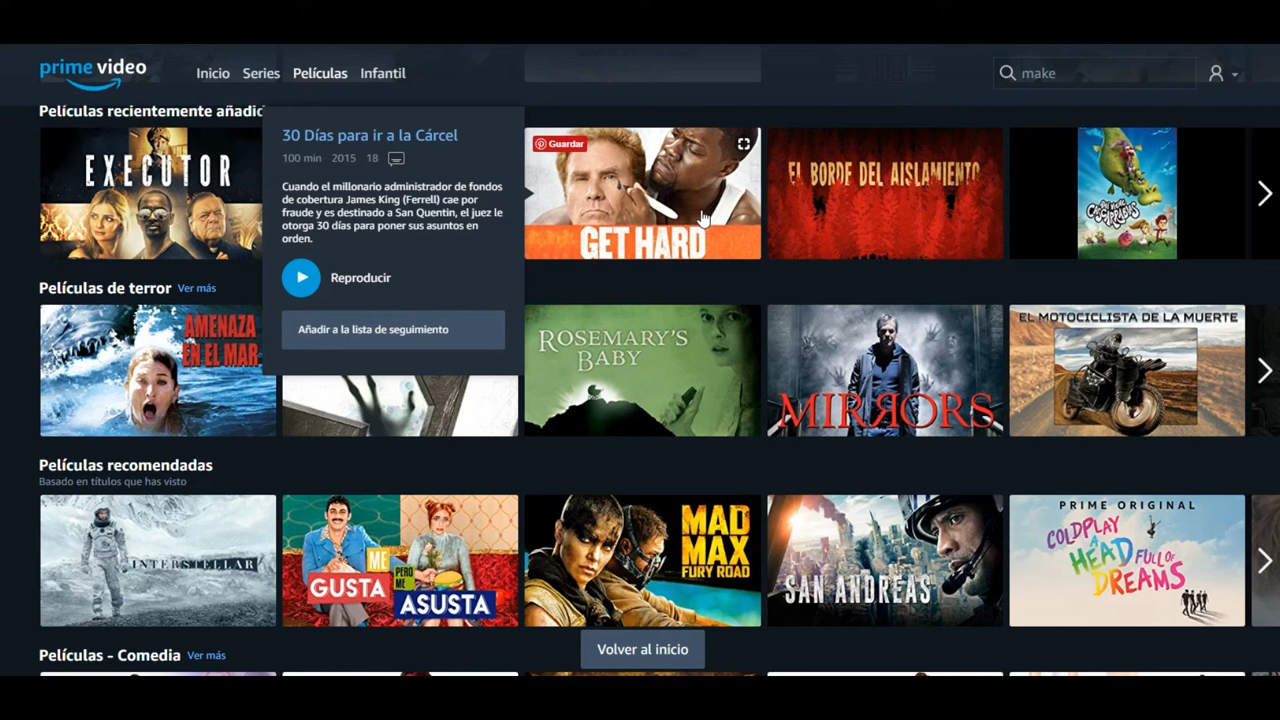 prime video
Inicio Series Películas Infantil
make
Películas recientemente añadid
EXECUTOR
30 Días para ir a la Cárcel
100 min 2015 18
Cuando el millonario administrador de fondos
de cobertura James King (Ferrell) cae por
fraude y es destinado a San Quentin, el juez le
otorga 30 días para poner sus asuntos en
orden.
Reproducir
Añadir a la lista de seguimiento
Guardar
GET HARD
EL BORDE DEL AISLAMIENTO
Películas de terror Ver más
AMENAZA
EN EL MAR
ROSEMARY'S
BABY
MIRRORS
EL MOTOCICLISTA DE LA MUERTE
Películas recomendadas
Basado en títulos que has visto
INTERSTELLAR
ME
GUSTA
PERO
ME
ASUSTA
MAD
MAX
FURY ROAD
SAN ANDREAS
PRIME ORIGINAL
COLDPLAY
A
HEAD
FULL OF
DREAMS
Volver al inicio
Películas - Comedia Ver más